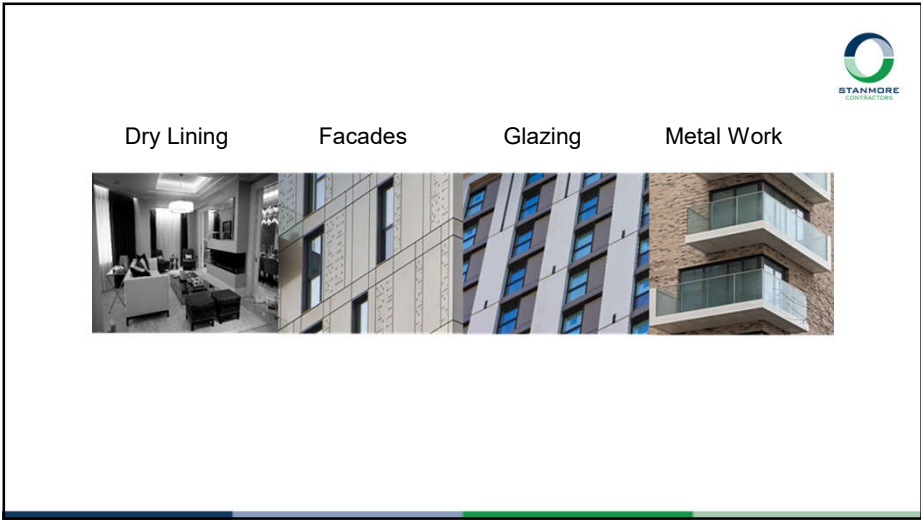 STANMORE
CONTRACTORS
Dry Lining
Facades
Glazing
Metal Work